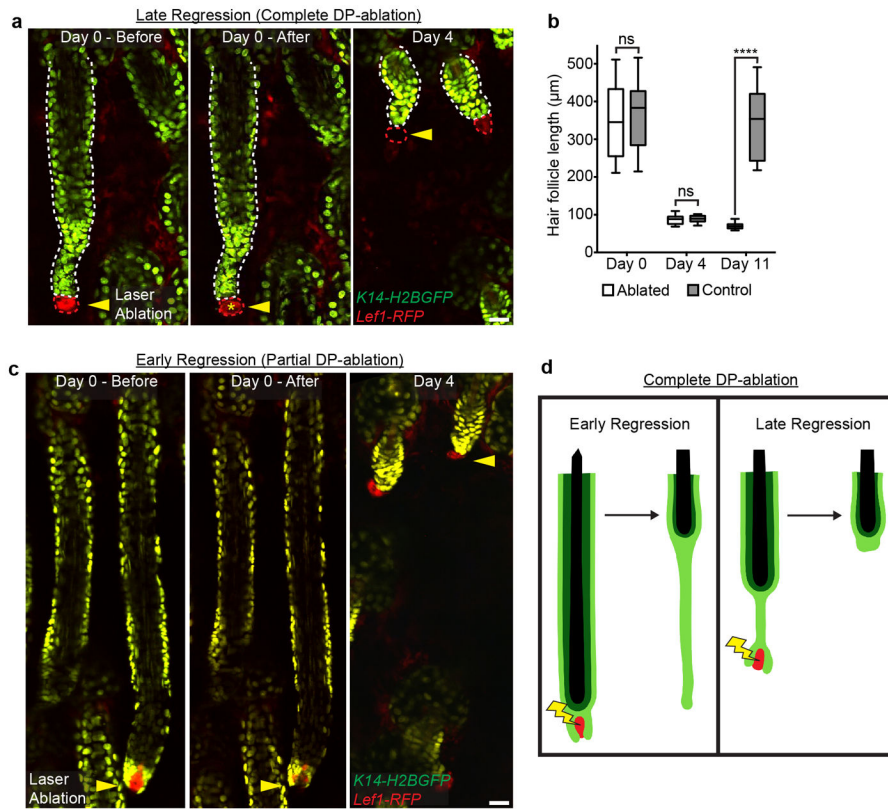 a
Late Regression (Complete DP-ablation)
Day 0 - Before
Day 0 - After
Day 4
Laser
Ablation
*
K14-H2BGFP
Lef1-RFP
b
ns
****
ns
Hair follicle length (µm)
500
400
300
200
100
0
Day 0
Day 4
Day 11
Ablated
Control
c
Early Regression (Partial DP-ablation)
Day 0 - Before
Day 0 - After
Day 4
Laser
Ablation
K14-H2BGFP
Lef1-RFP
d
Complete DP-ablation
Early Regression
Late Regression